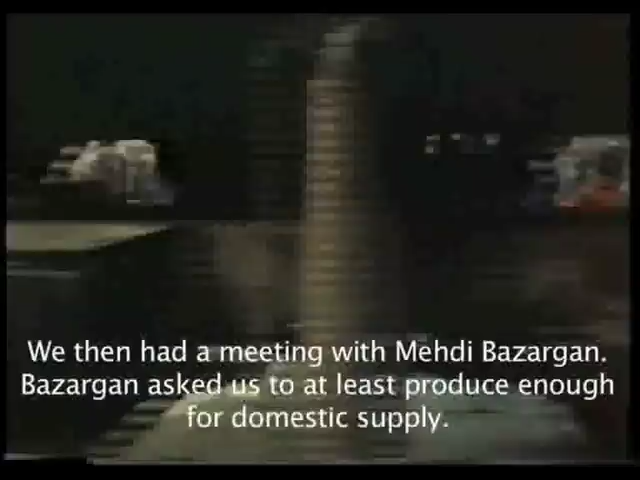 We then had a meeting with Mehdi Bazargan.
Bazargan asked us to at least produce enough
for domestic supply.